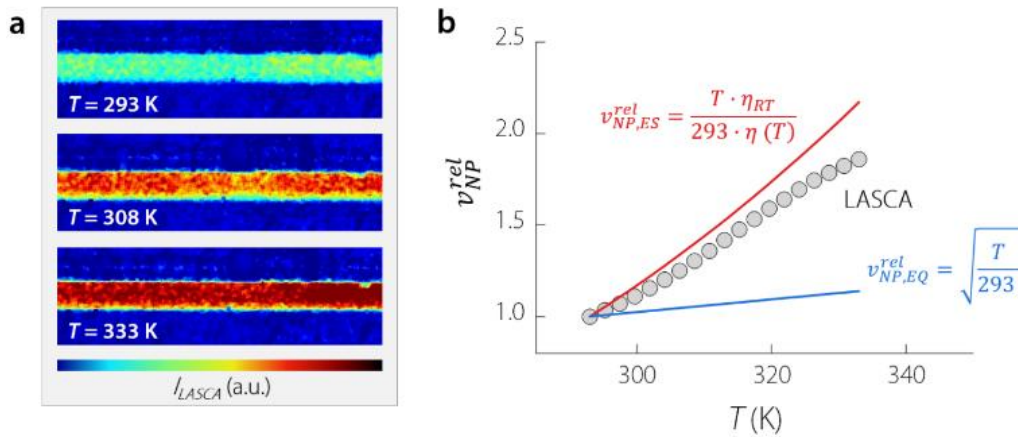 a
T = 293 K
T = 308 K
T = 333 K
I_LASCA (a.u.)
b
2.5
2.0
1.5
1.0
v_NP^rel
v_NP,ES^rel = T · η_RT / 293 · η (T)
LASCA
v_NP,EQ^rel = √(T / 293)
300
320
340
T (K)